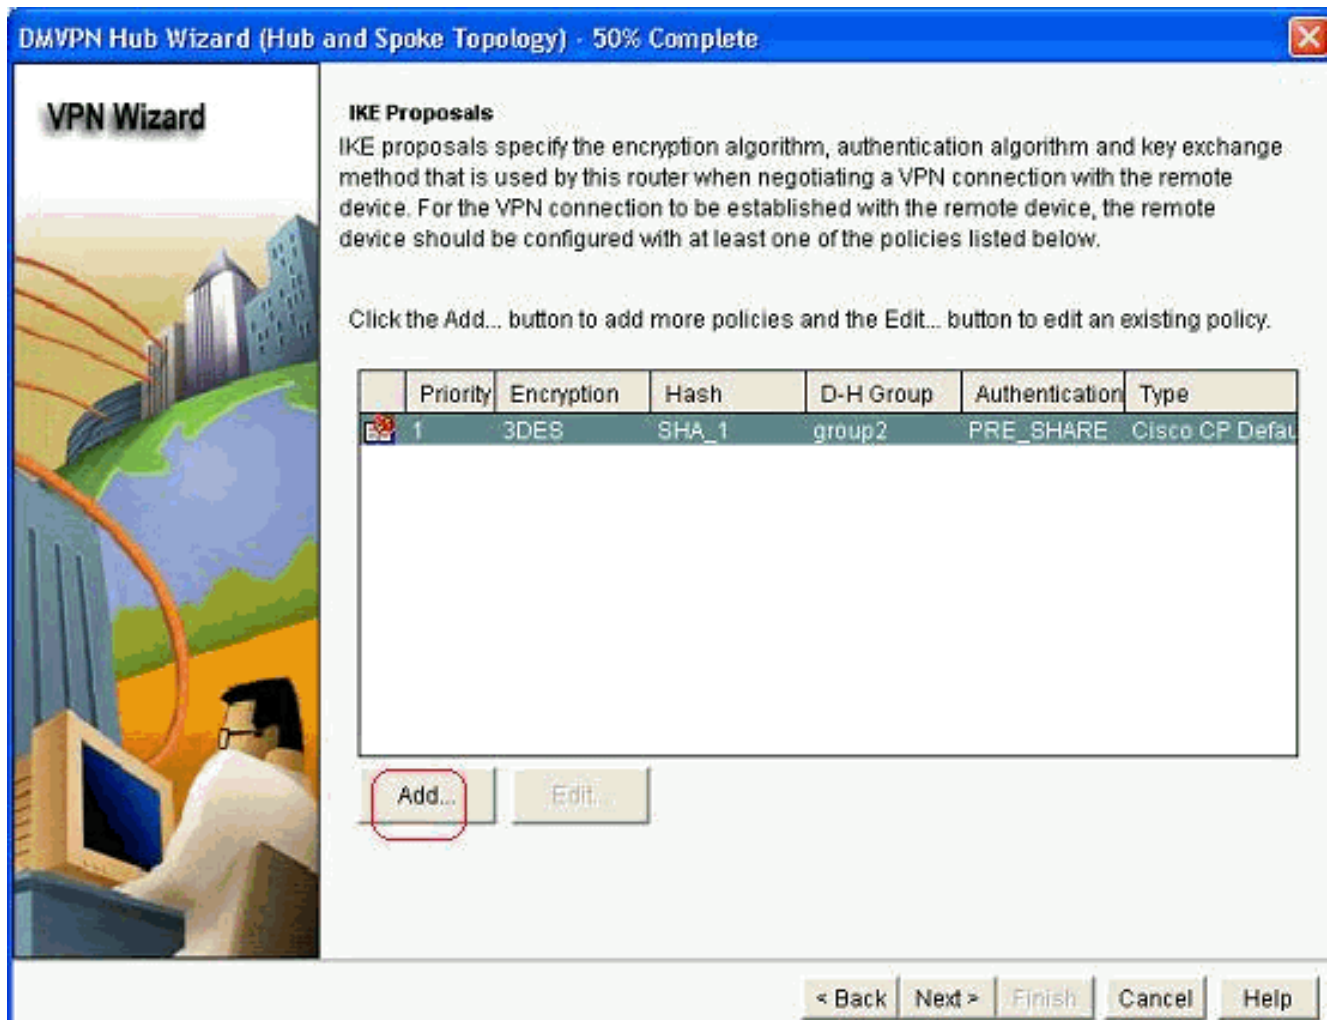 DMVPN Hub Wizard (Hub and Spoke Topology) - 50% Complete
VPN Wizard
IKE Proposals
IKE proposals specify the encryption algorithm, authentication algorithm and key exchange
method that is used by this router when negotiating a VPN connection with the remote
device. For the VPN connection to be established with the remote device, the remote
device should be configured with at least one of the policies listed below.
Click the Add... button to add more policies and the Edit... button to edit an existing policy.
Priority Encryption Hash D-H Group Authentication Type
1 3DES SHA_1 group2 PRE_SHARE Cisco CP Defau
Add... Edit...
< Back Next > Finish Cancel Help